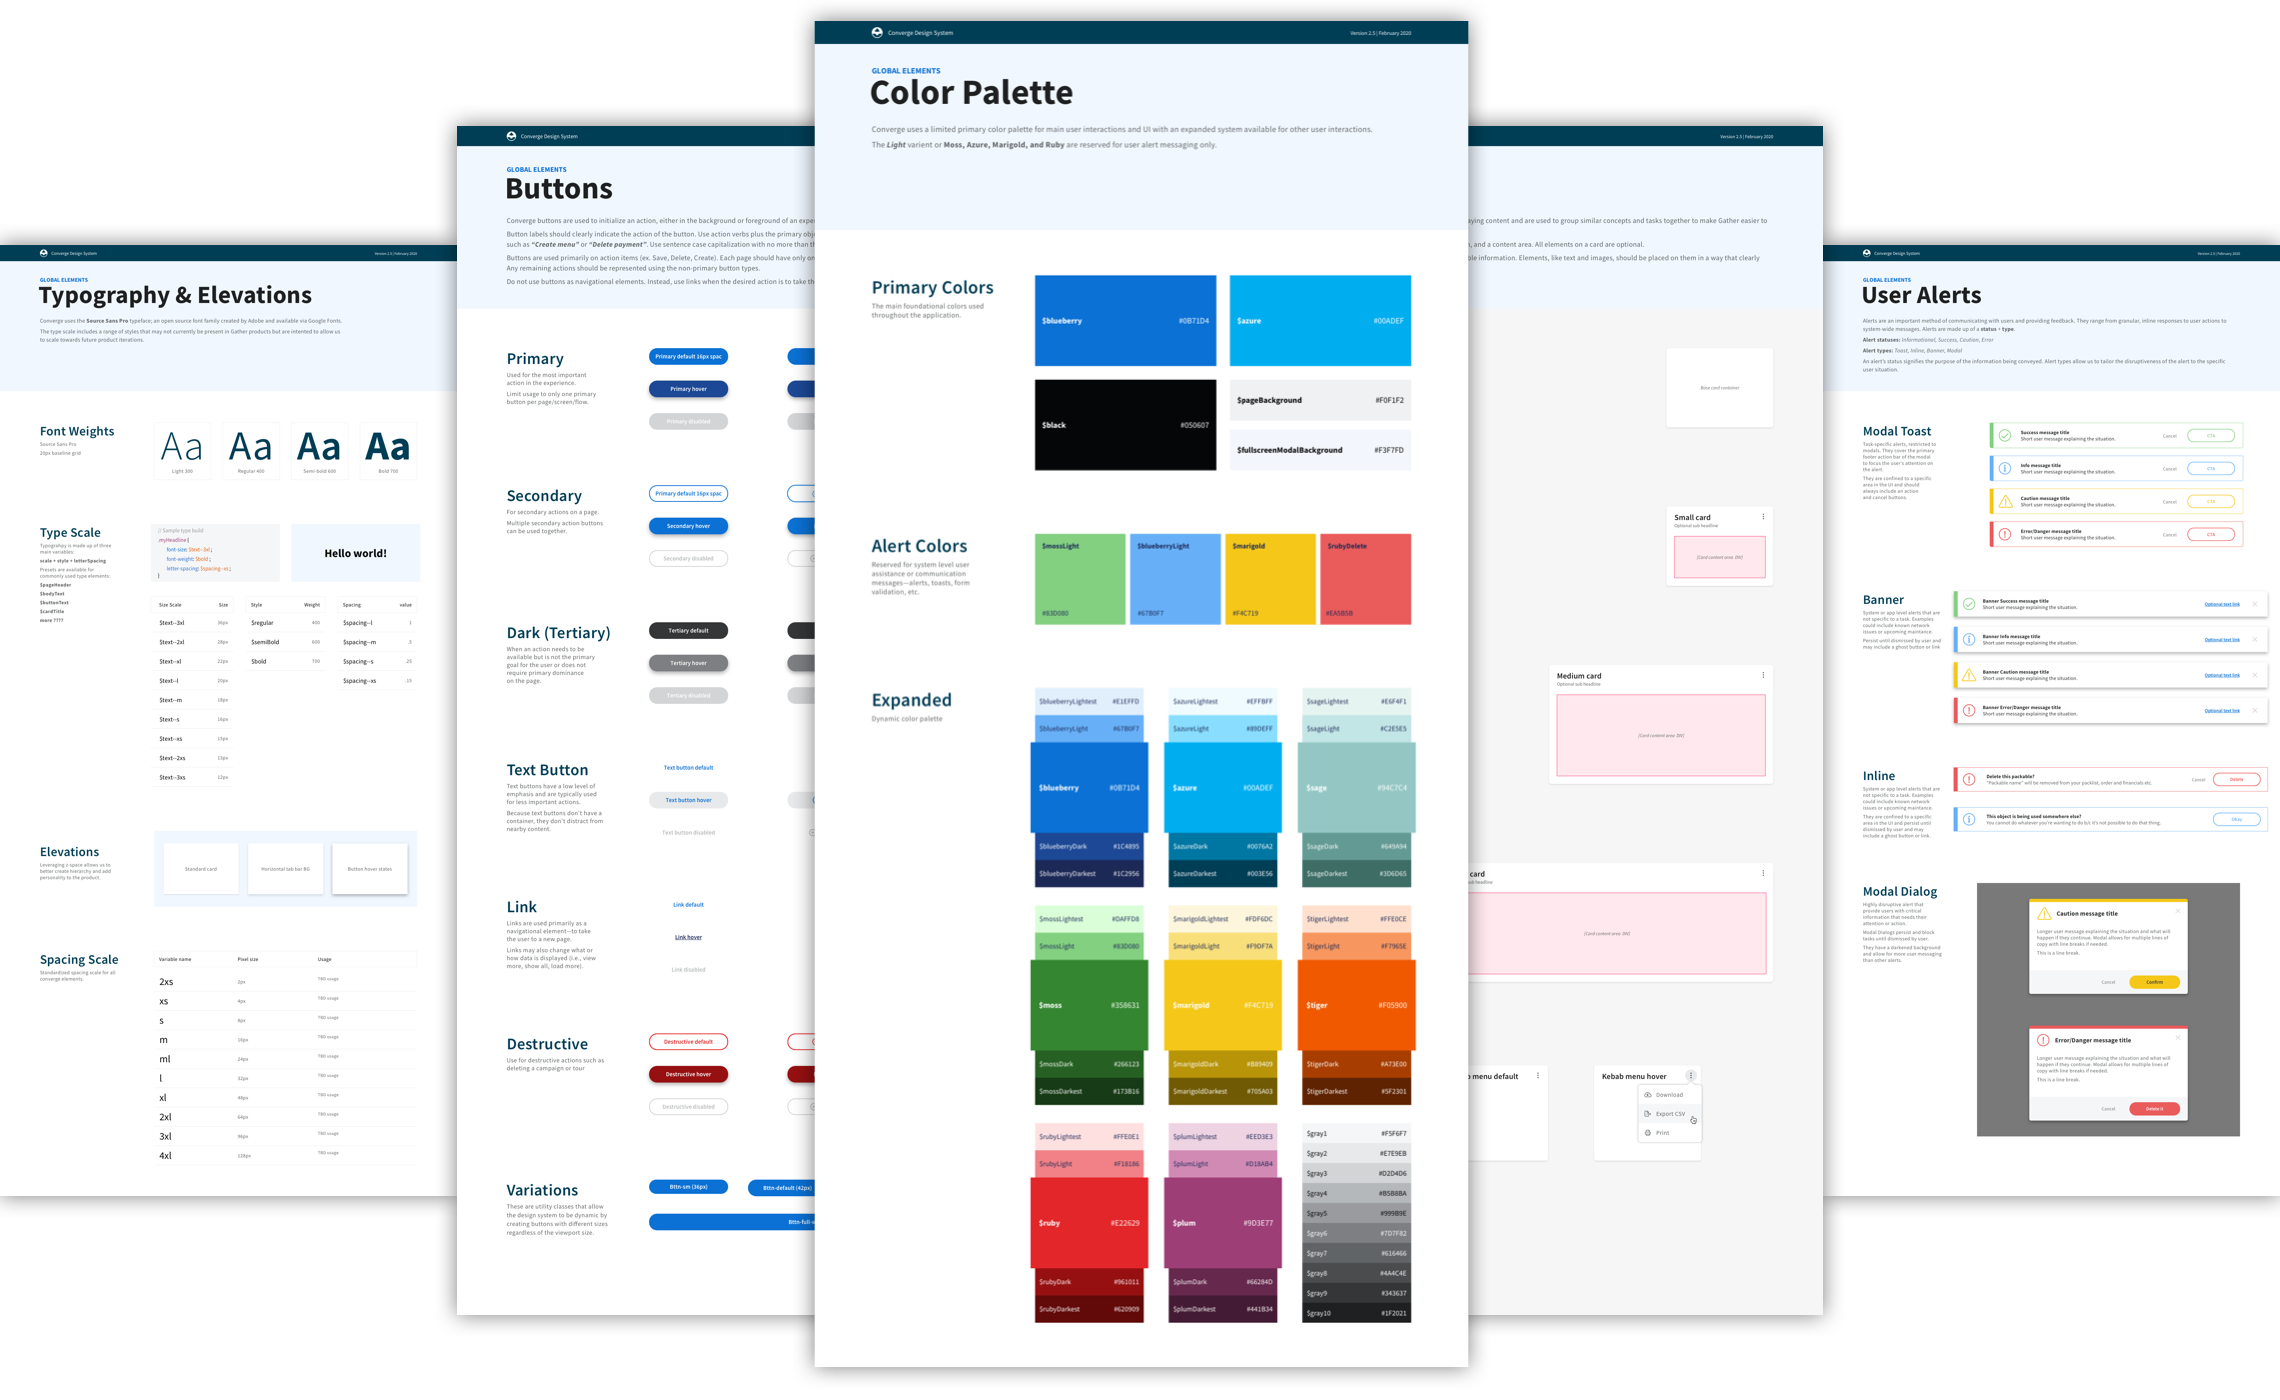 Converge Design System
Version 2.5 | February 2020
GLOBAL ELEMENTS
Typography & Elevations
Converge uses the Source Sans Pro typeface; an open source font family created by Adobe and available via Google Fonts.
The type scale includes a range of styles that may not currently be present in Gather products but are intended to allow us
to scale towards future product iterations.
Font Weights
Source Sans Pro
20px baseline grid
Aa
Light 300
Aa
Regular 400
Aa
Semi-bold 600
Aa
Bold 700
Type Scale
Typography is made up of three
main variables:
scale + style + letterSpacing
Presets are available for
commonly used type elements:
$pageHeader
$bodyText
$buttonText
$cardTitle
more ????
// Sample type build
.myHeadline {
font-size: $text--3xl;
font-weight: $bold;
letter-spacing: $spacing--xs;
}
Hello world!
Size Scale Size
$text--3xl 36px
$text--2xl 28px
$text--xl 22px
$text--l 20px
$text--m 18px
$text--s 16px
$text--xs 15px
$text--2xs 13px
$text--3xs 12px
Style Weight
$regular 400
$semiBold 600
$bold 700
Spacing value
$spacing--l 1
$spacing--m .5
$spacing--s .25
$spacing--xs .15
Elevations
Leveraging z-space allows us to
better create hierarchy and add
personality to the product
Standard card
Horizontal tab bar BG
Button hover states
Spacing Scale
Standardized spacing scale for all
converge elements.
Variable name Pixel size Usage
2xs 2px TBD usage
xs 4px TBD usage
s 8px TBD usage
m 16px TBD usage
ml 24px TBD usage
l 32px TBD usage
xl 48px TBD usage
2xl 64px TBD usage
3xl 96px TBD usage
4xl 128px TBD usage
Converge Design System
GLOBAL ELEMENTS
Buttons
Converge buttons are used to initialize an action, either in the background or foreground of an expe
Button labels should clearly indicate the action of the button. Use action verbs plus the primary obj
such as “Create menu” or “Delete payment”. Use sentence case capitalization with no more than th
Buttons are used primarily on action items (ex. Save, Delete, Create). Each page should have only on
Any remaining actions should be represented using the non-primary button types.
Do not use buttons as navigational elements. Instead, use links when the desired action is to take th
Primary
Used for the most important
action in the experience.
Limit usage to only one primary
button per page/screen/flow.
Primary default 16px spac
Primary hover
Primary disabled
Secondary
For secondary actions on a page.
Multiple secondary action buttons
can be used together.
Primary default 16px spac
Secondary hover
Secondary disabled
Dark (Tertiary)
When an action needs to be
available but is not the primary
goal for the user or does not
require primary dominance
on the page.
Tertiary default
Tertiary hover
Tertiary disabled
Text Button
Text buttons have a low level of
emphasis and are typically used
for less important actions.
Because text buttons don’t have a
container, they don’t distract from
nearby content.
Text button default
Text button hover
Text button disabled
Link
Links are used primarily as a
navigational element—to take
the user to a new page.
Links may also change what or
how data is displayed (i.e., view
more, show all, load more).
Link default
Link hover
Link disabled
Destructive
Use for destructive actions such as
deleting a campaign or tour
Destructive default
Destructive hover
Destructive disabled
Variations
These are utility classes that allow
the design system to be dynamic by
creating buttons with different sizes
regardless of the viewport size.
Bttn-sm (36px)
Bttn-default (42px)
Bttn-full-w
Converge Design System
Version 2.5 | February 2020
GLOBAL ELEMENTS
Color Palette
Converge uses a limited primary color palette for main user interactions and UI with an expanded system available for other user interactions.
The Light varient or Moss, Azure, Marigold, and Ruby are reserved for user alert messaging only.
Primary Colors
The main foundational colors used
throughout the application.
$blueberry #0B71D4
$azure #00ADEF
$black #050607
$pageBackground #F0F1F2
$fullscreenModalBackground #F3F7FD
Alert Colors
Reserved for system level user
assistance or communication
messages—alerts, toasts, form
validation, etc.
$mossLight
#83D080
$blueberryLight
#67B0F7
$marigold
#F4C719
$rubyDelete
#EA5B5B
Expanded
Dynamic color palette
$blueberryLightest #E1EFFD
$blueberryLight #67B0F7
$blueberry #0B71D4
$blueberryDark #1C4895
$blueberryDarkest #1C2956
$azureLightest #EFFBFF
$azureLight #89DEFF
$azure #00ADEF
$azureDark #0076A2
$azureDarkest #003E56
$sageLightest #E6F4F1
$sageLight #C2E5E5
$sage #94C7C4
$sageDark #649A94
$sageDarkest #3D6D65
$mossLightest #DAFFD8
$mossLight #83D080
$moss #358631
$mossDark #266123
$mossDarkest #173B16
$marigoldLightest #FDF6DC
$marigoldLight #F9DF7A
$marigold #F4C719
$marigoldDark #B89409
$marigoldDarkest #705A03
$tigerLightest #FFE0CE
$tigerLight #F7965E
$tiger #F05900
$tigerDark #A73E00
$tigerDarkest #5F2301
$rubyLightest #FFE0E1
$rubyLight #F18186
$ruby #E22629
$rubyDark #961011
$rubyDarkest #620909
$plumLightest #EED3E3
$plumLight #D18AB4
$plum #9D3E77
$plumDark #66284D
$plumDarkest #441B34
$gray1 #F5F6F7
$gray2 #E7E9EB
$gray3 #D2D4D6
$gray4 #B5B8BA
$gray5 #999B9E
$gray6 #7D7F82
$gray7 #616466
$gray8 #4A4C4E
$gray9 #343637
$gray10 #1F2021
Version 2.5 | February 2020
aying content and are used to group similar concepts and tasks together to make Gather easier to
, and a content area. All elements on a card are optional.
ble information. Elements, like text and images, should be placed on them in a way that clearly
Base card container
Small card
Optional sub headline
[Card content area: DIV]
Medium card
Optional sub headline
[Card content area: DIV]
card
sub headline
[Card content area: DIV]
menu default
Kebab menu hover
Download
Export CSV
Print
Converge Design System
Version 2.5 | February 2020
GLOBAL ELEMENTS
User Alerts
Alerts are an important method of communicating with users and providing feedback. They range from granular, inline responses to user actions to
system-wide messages. Alerts are made up of a status + type.
Alert statuses: Informational, Success, Caution, Error
Alert types: Toast, Inline, Banner, Modal
An alert’s status signifies the purpose of the information being conveyed. Alert types allow us to tailor the disruptiveness of the alert to the specific
user situation.
Modal Toast
Task-specific alerts, restricted to
modals. They cover the primary
footer action bar of the modal
to focus the user’s attention on
the alert.
They are confined to a specific
area in the UI and should
always include an action
and cancel buttons.
Success message title
Short user message explaining the situation.
Cancel CTA
Info message title
Short user message explaining the situation.
Cancel CTA
Caution message title
Short user message explaining the situation.
Cancel CTA
Error/Danger message title
Short user message explaining the situation.
Cancel CTA
Banner
System or app level alerts that are
not specific to a task. Examples
could include known network
issues or upcoming maintance.
Persist until dismissed by user and
may include a ghost button or link
Banner Success message title
Short user message explaining the situation.
Optional text link
Banner Info message title
Short user message explaining the situation.
Optional text link
Banner Caution message title
Short user message explaining the situation.
Optional text link
Banner Error/Danger message title
Short user message explaining the situation.
Optional text link
Inline
System or app level alerts that are
not specific to a task. Examples
could include known network
issues or upcoming maintance.
They are confined to a specific
area in the UI and persist until
dismissed by user and may
include a ghost button or link.
Delete this packable?
“Packable name” will be removed from your packlist, order and financials etc.
Cancel Delete
This object is being used somewhere else?
You cannot do whatever you’re wanting to do b/c it’s not possible to do that thing.
Okay
Modal Dialog
Highly disruptive alert that
provide users with critical
information that needs their
attention or action.
Modal Dialogs persist and block
tasks until dismissed by user.
They have a darkened background
and allow for more user messaging
than other alerts.
Caution message title
Longer user message explaining the situation and what will
happen if they continue. Modal allows for multiple lines of
copy with line breaks if needed.
This is a line break.
Cancel Confirm
Error/Danger message title
Longer user message explaining the situation and what will
happen if they continue. Modal allows for multiple lines of
copy with line breaks if needed.
This is a line break.
Cancel Delete it